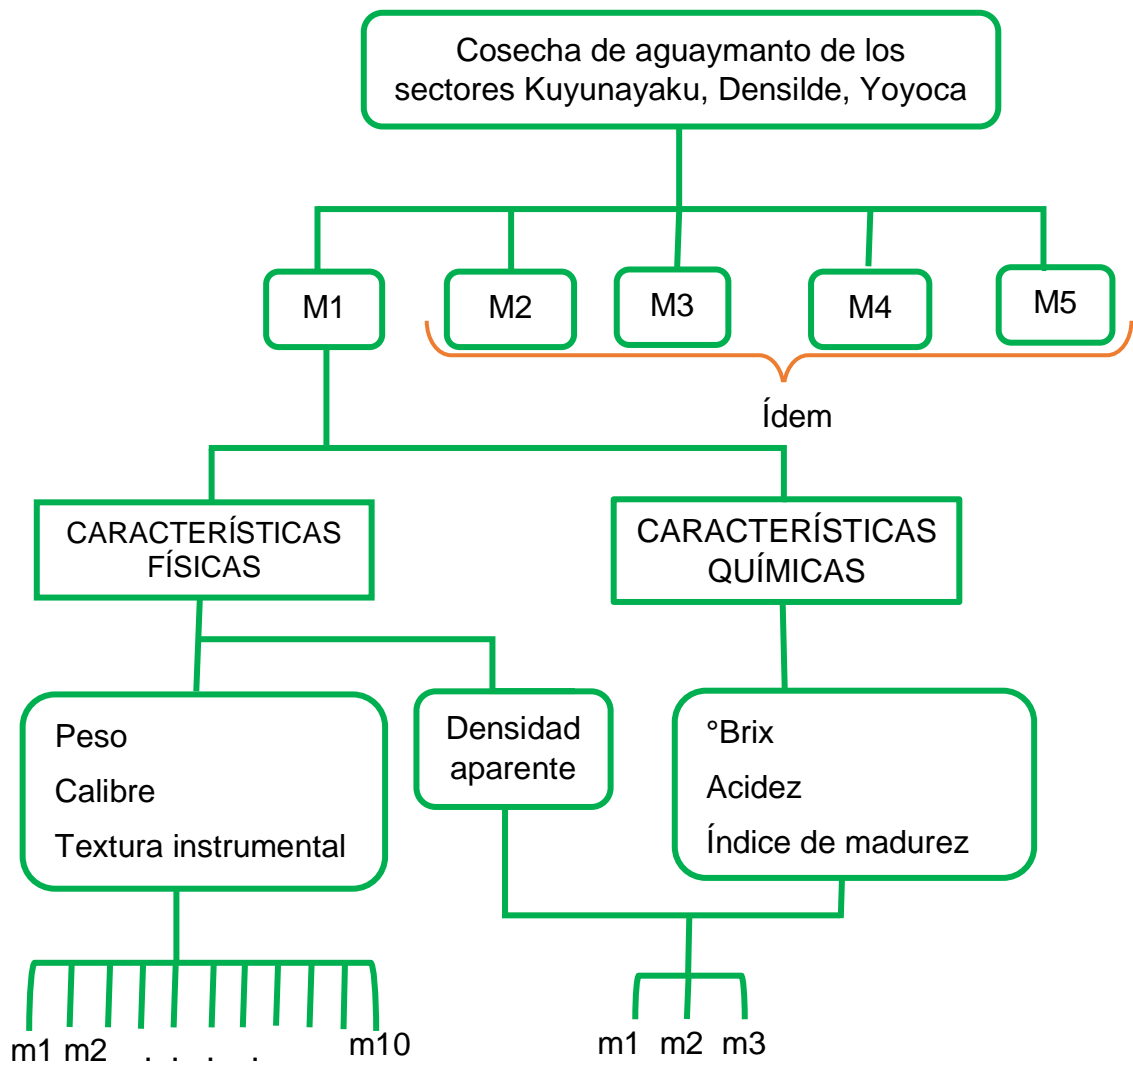 Cosecha de aguaymanto de los
sectores Kuyunayaku, Densilde, Yoyoca
M1
M2
M3
M4
M5
Ídem
CARACTERÍSTICAS
FÍSICAS
CARACTERÍSTICAS
QUÍMICAS
Peso
Calibre
Textura instrumental
Densidad
aparente
°Brix
Acidez
Índice de madurez
m1 m2 . . . . m10
m1 m2 m3